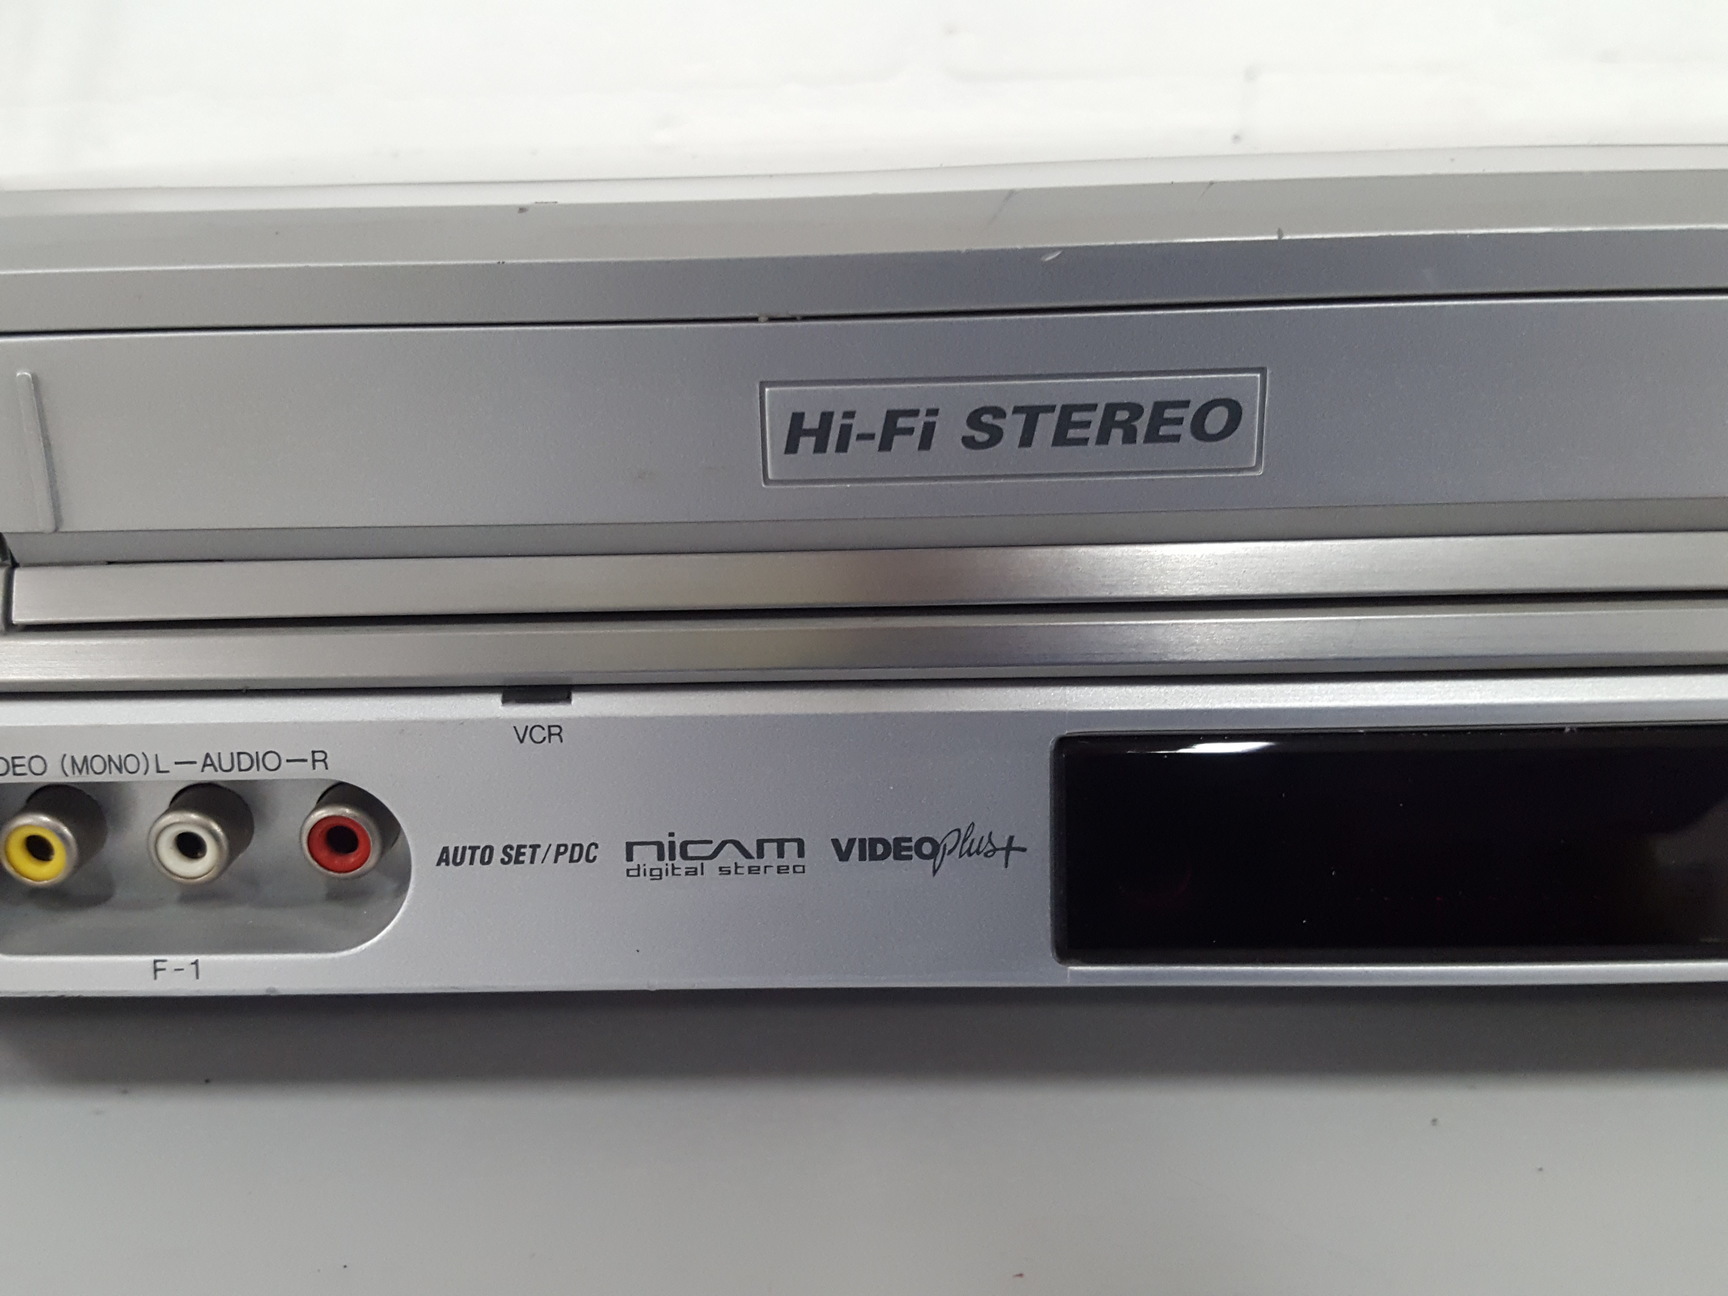 Hi-Fi STEREO
VCR
DEO (MONO) L-AUDIO-R
AUTO SET/PDC nicam digital stereo VIDEOplus+
F-1